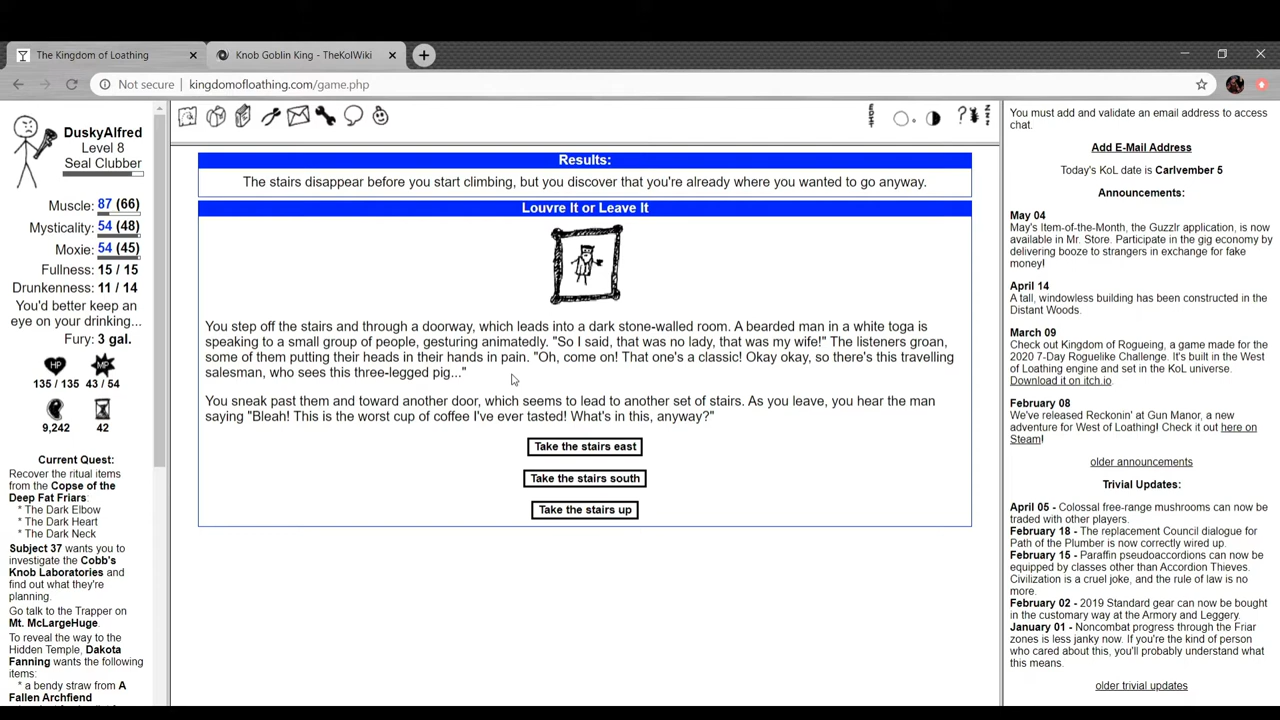 The Kingdom of Loathing
Knob Goblin King - TheKolWiki
Not secure | kingdomofloathing.com/game.php
DuskyAlfred
Level 8
Seal Clubber
Muscle: 87 (66)
Mysticality: 54 (48)
Moxie: 54 (45)
Fullness: 15 / 15
Drunkenness: 11 / 14
You'd better keep an
eye on your drinking...
Fury: 3 gal.
HP
MP
135 / 135 43 / 54
9,242 42
Current Quest:
Recover the ritual items
from the Copse of the
Deep Fat Friars:
* The Dark Elbow
* The Dark Heart
* The Dark Neck
Subject 37 wants you to
investigate the Cobb's
Knob Laboratories and
find out what they're
planning.
Go talk to the Trapper on
Mt. McLargeHuge.
To reveal the way to the
Hidden Temple, Dakota
Fanning wants the following
items:
* a bendy straw from A
Fallen Archfiend
Results:
The stairs disappear before you start climbing, but you discover that you're already where you wanted to go anyway.
Louvre It or Leave It
You step off the stairs and through a doorway, which leads into a dark stone-walled room. A bearded man in a white toga is
speaking to a small group of people, gesturing animatedly. "So I said, that was no lady, that was my wife!" The listeners groan,
some of them putting their heads in their hands in pain. "Oh, come on! That one's a classic! Okay okay, so there's this travelling
salesman, who sees this three-legged pig..."
You sneak past them and toward another door, which seems to lead to another set of stairs. As you leave, you hear the man
saying "Bleah! This is the worst cup of coffee I've ever tasted! What's in this, anyway?"
Take the stairs east
Take the stairs south
Take the stairs up
You must add and validate an email address to access
chat.
Add E-Mail Address
Today's KoL date is Carlvember 5
Announcements:
May 04
May's Item-of-the-Month, the Guzzlr application, is now
available in Mr. Store. Participate in the gig economy by
delivering booze to strangers in exchange for fake
money!
April 14
A tall, windowless building has been constructed in the
Distant Woods.
March 09
Check out Kingdom of Rogueing, a game made for the
2020 7-Day Roguelike Challenge. It's built in the West
of Loathing engine and set in the KoL universe.
Download it on itch.io.
February 08
We've released Reckonin' at Gun Manor, a new
adventure for West of Loathing! Check it out here on
Steam!
older announcements
Trivial Updates:
April 05 - Colossal free-range mushrooms can now be
traded with other players.
February 18 - The replacement Council dialogue for
Path of the Plumber is now correctly wired up.
February 15 - Paraffin pseudoaccordions can now be
equipped by classes other than Accordion Thieves.
Civilization is a cruel joke, and the rule of law is no
more.
February 02 - 2019 Standard gear can now be bought
in the customary way at the Armory and Leggery.
January 01 - Noncombat progress through the Friar
zones is less janky now. If you're the kind of person
who cared about this, you'll probably understand what
this means.
older trivial updates